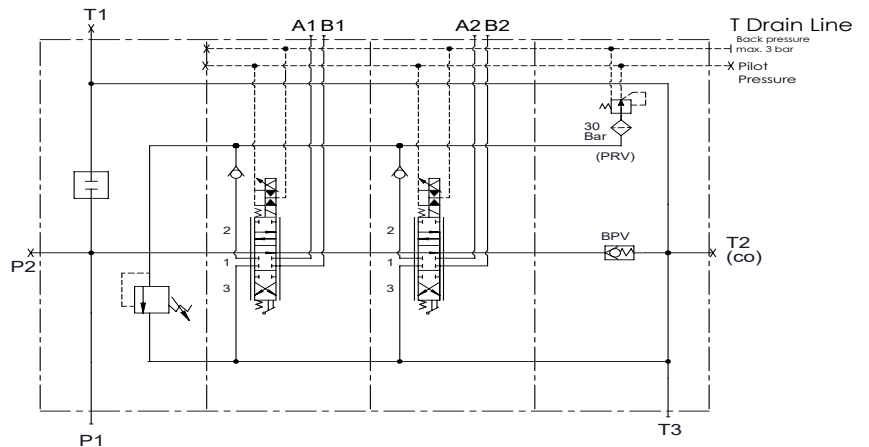 T1
A1 B1
A2 B2
T Drain Line
Back pressure
max. 3 bar
Pilot
Pressure
30
Bar
(PRV)
2
2
BPV
T2
(co)
P2
1
1
3
3
P1
T3